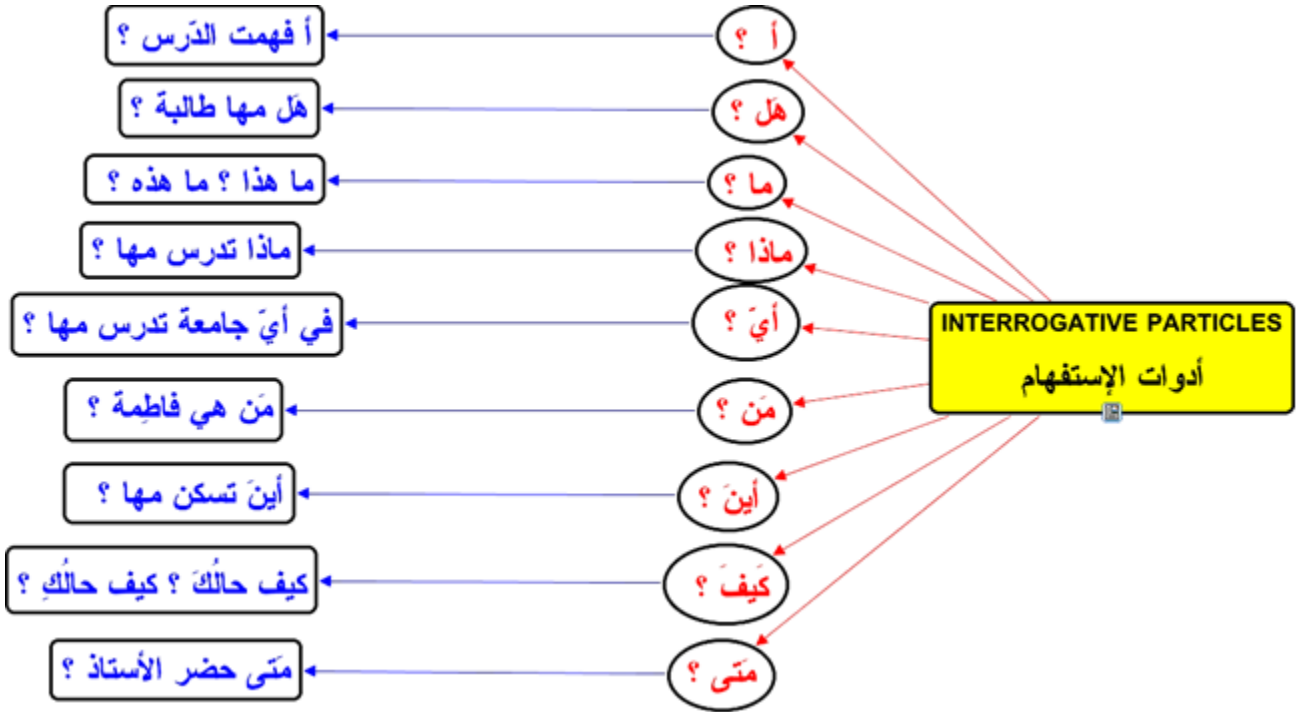 INTERROGATIVE PARTICLES
أدوات الإستفهام
أ ؟
أ فهمت الدّرس ؟
هَل ؟
هَل مها طالبة ؟
ما ؟
ما هذا ؟ ما هذه ؟
ماذا ؟
ماذا تدرس مها ؟
أيَ ؟
في أيَ جامعة تدرس مها ؟
مَن ؟
مَن هي فاطِمة ؟
أينَ ؟
أينَ تسكن مها ؟
كَيفَ ؟
كيف حالُكَ ؟ كيف حالُكِ ؟
مَتى ؟
مَتى حضر الأستاذ ؟